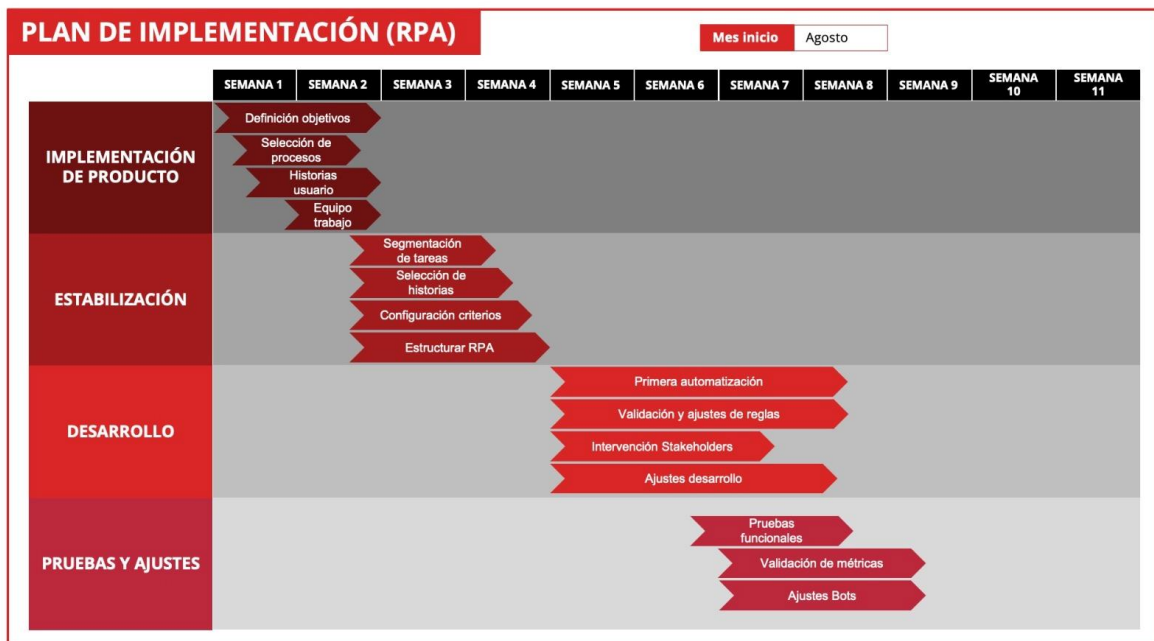 PLAN DE IMPLEMENTACIÓN (RPA)
Mes inicio
Agosto
SEMANA 1
SEMANA 2
SEMANA 3
SEMANA 4
SEMANA 5
SEMANA 6
SEMANA 7
SEMANA 8
SEMANA 9
SEMANA
10
SEMANA
11
IMPLEMENTACIÓN
DE PRODUCTO
Definición objetivos
Selección de
procesos
Historias
usuario
Equipo
trabajo
ESTABILIZACIÓN
Segmentación
de tareas
Selección de
historias
Configuración criterios
Estructurar RPA
DESARROLLO
Primera automatización
Validación y ajustes de reglas
Intervención Stakeholders
Ajustes desarrollo
PRUEBAS Y AJUSTES
Pruebas
funcionales
Validación de métricas
Ajustes Bots